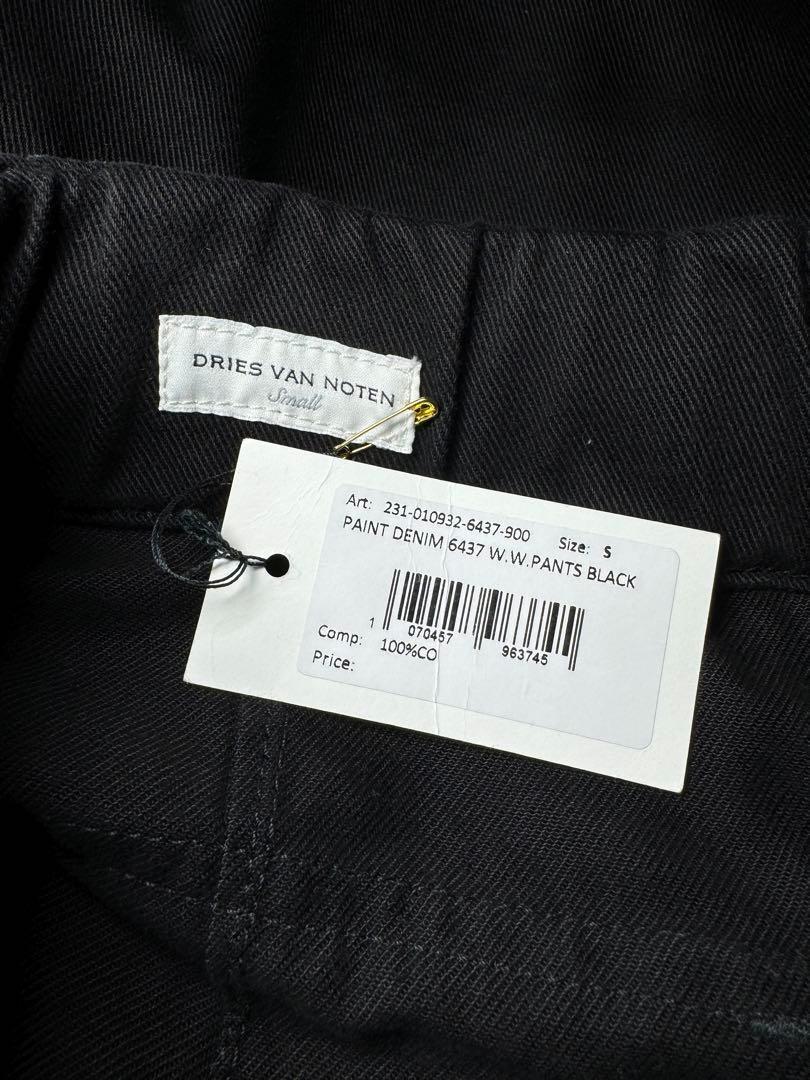 DRIES VAN NOTEN
Small
Art: 231-010932-6437-900 Size: S
PAINT DENIM 6437 W.W.PANTS BLACK
1 070457 963745
Comp: 100%CO
Price: